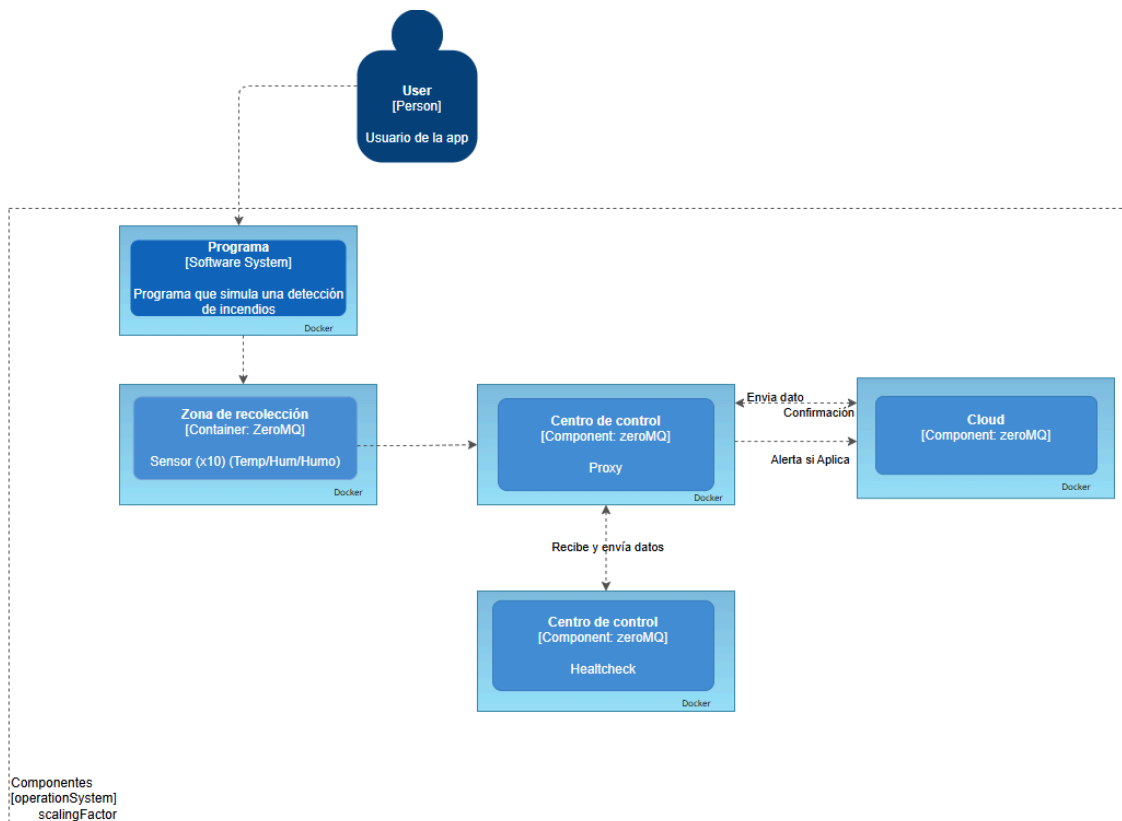 User
[Person]
Usuario de la app
Programa
[Software System]
Programa que simula una detección
de incendios
Docker
Zona de recolección
[Container: ZeroMQ]
Sensor (x10) (Temp/Hum/Humo)
Docker
Centro de control
[Component: zeroMQ]
Proxy
Docker
Envia dato
Confirmación
Alerta si Aplica
Cloud
[Component: zeroMQ]
Docker
Recibe y envía datos
Centro de control
[Component: zeroMQ]
Healtcheck
Docker
Componentes
[operationSystem]
scalingFactor